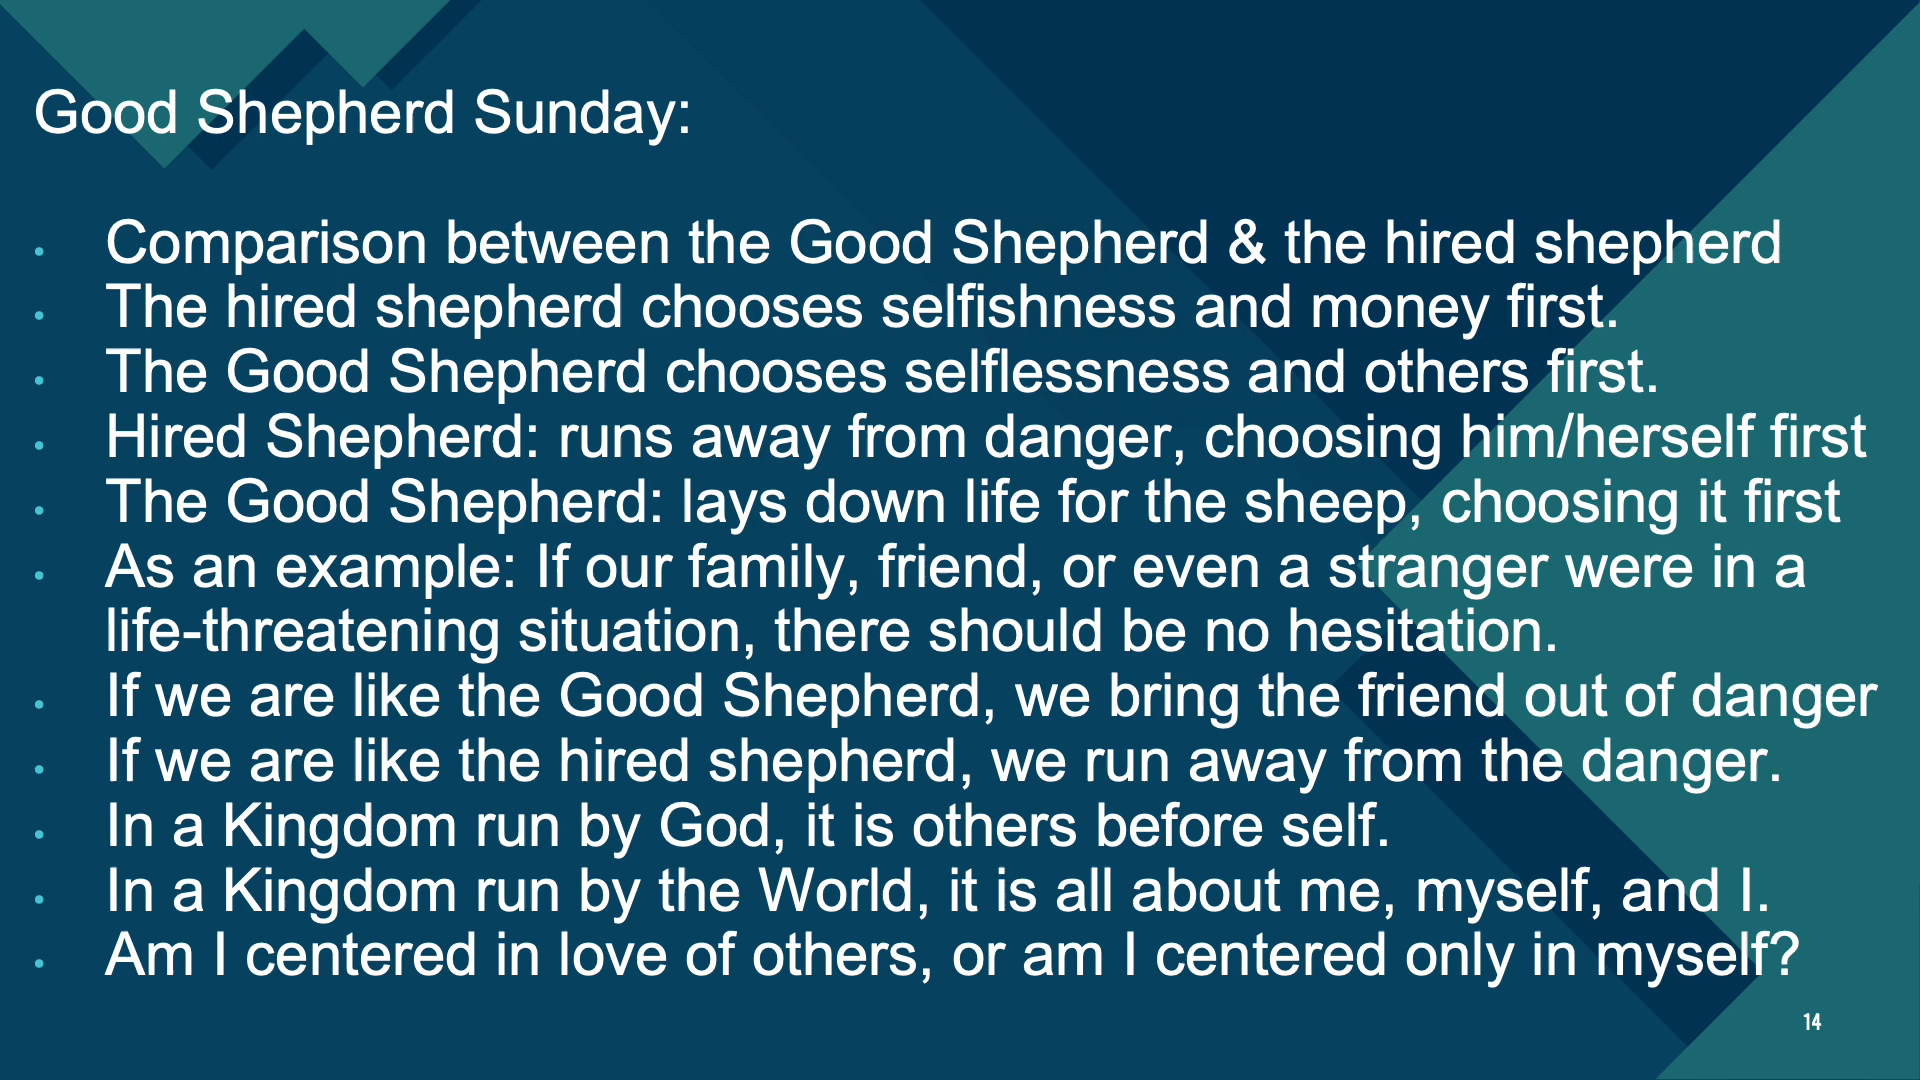 Good Shepherd Sunday:
• Comparison between the Good Shepherd & the hired shepherd
• The hired shepherd chooses selfishness and money first.
• The Good Shepherd chooses selflessness and others first.
• Hired Shepherd: runs away from danger, choosing him/herself first
• The Good Shepherd: lays down life for the sheep, choosing it first
• As an example: If our family, friend, or even a stranger were in a
life-threatening situation, there should be no hesitation.
• If we are like the Good Shepherd, we bring the friend out of danger
• If we are like the hired shepherd, we run away from the danger.
• In a Kingdom run by God, it is others before self.
• In a Kingdom run by the World, it is all about me, myself, and I.
• Am I centered in love of others, or am I centered only in myself?
14